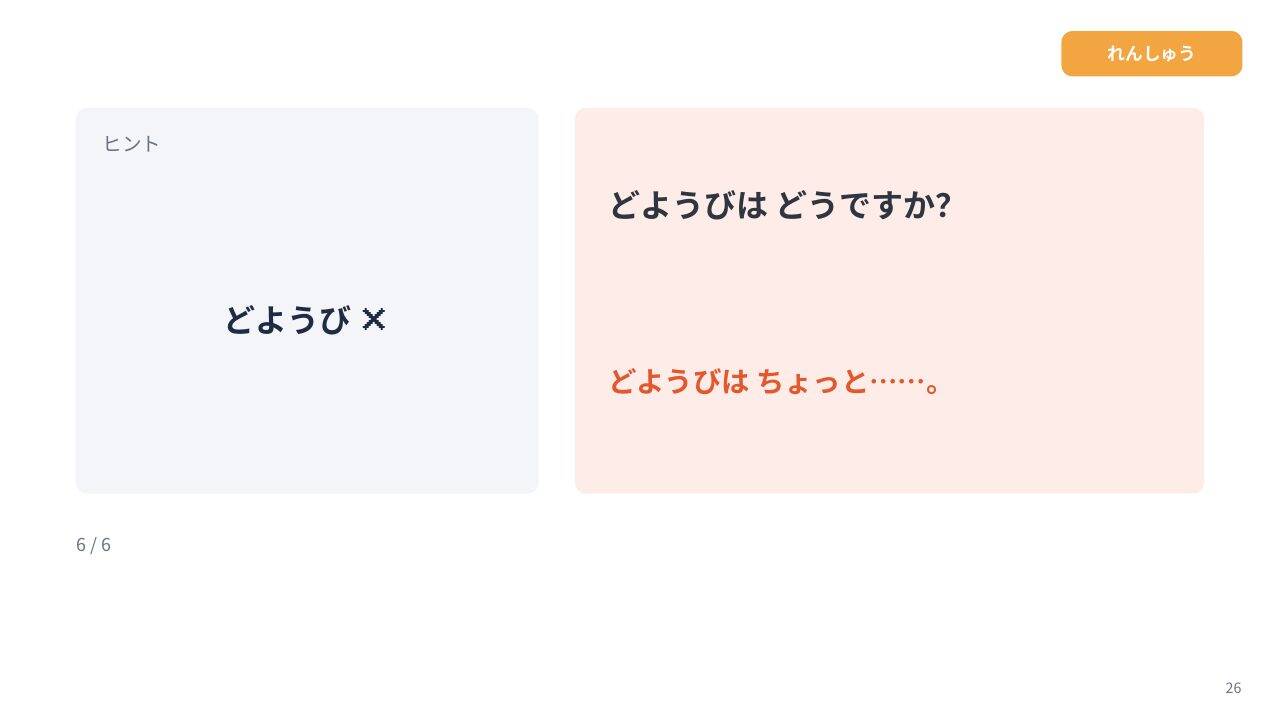 れんしゅう
ヒント
どようび ✕
どようびは どうですか?
どようびは ちょっと……。
6 / 6
26